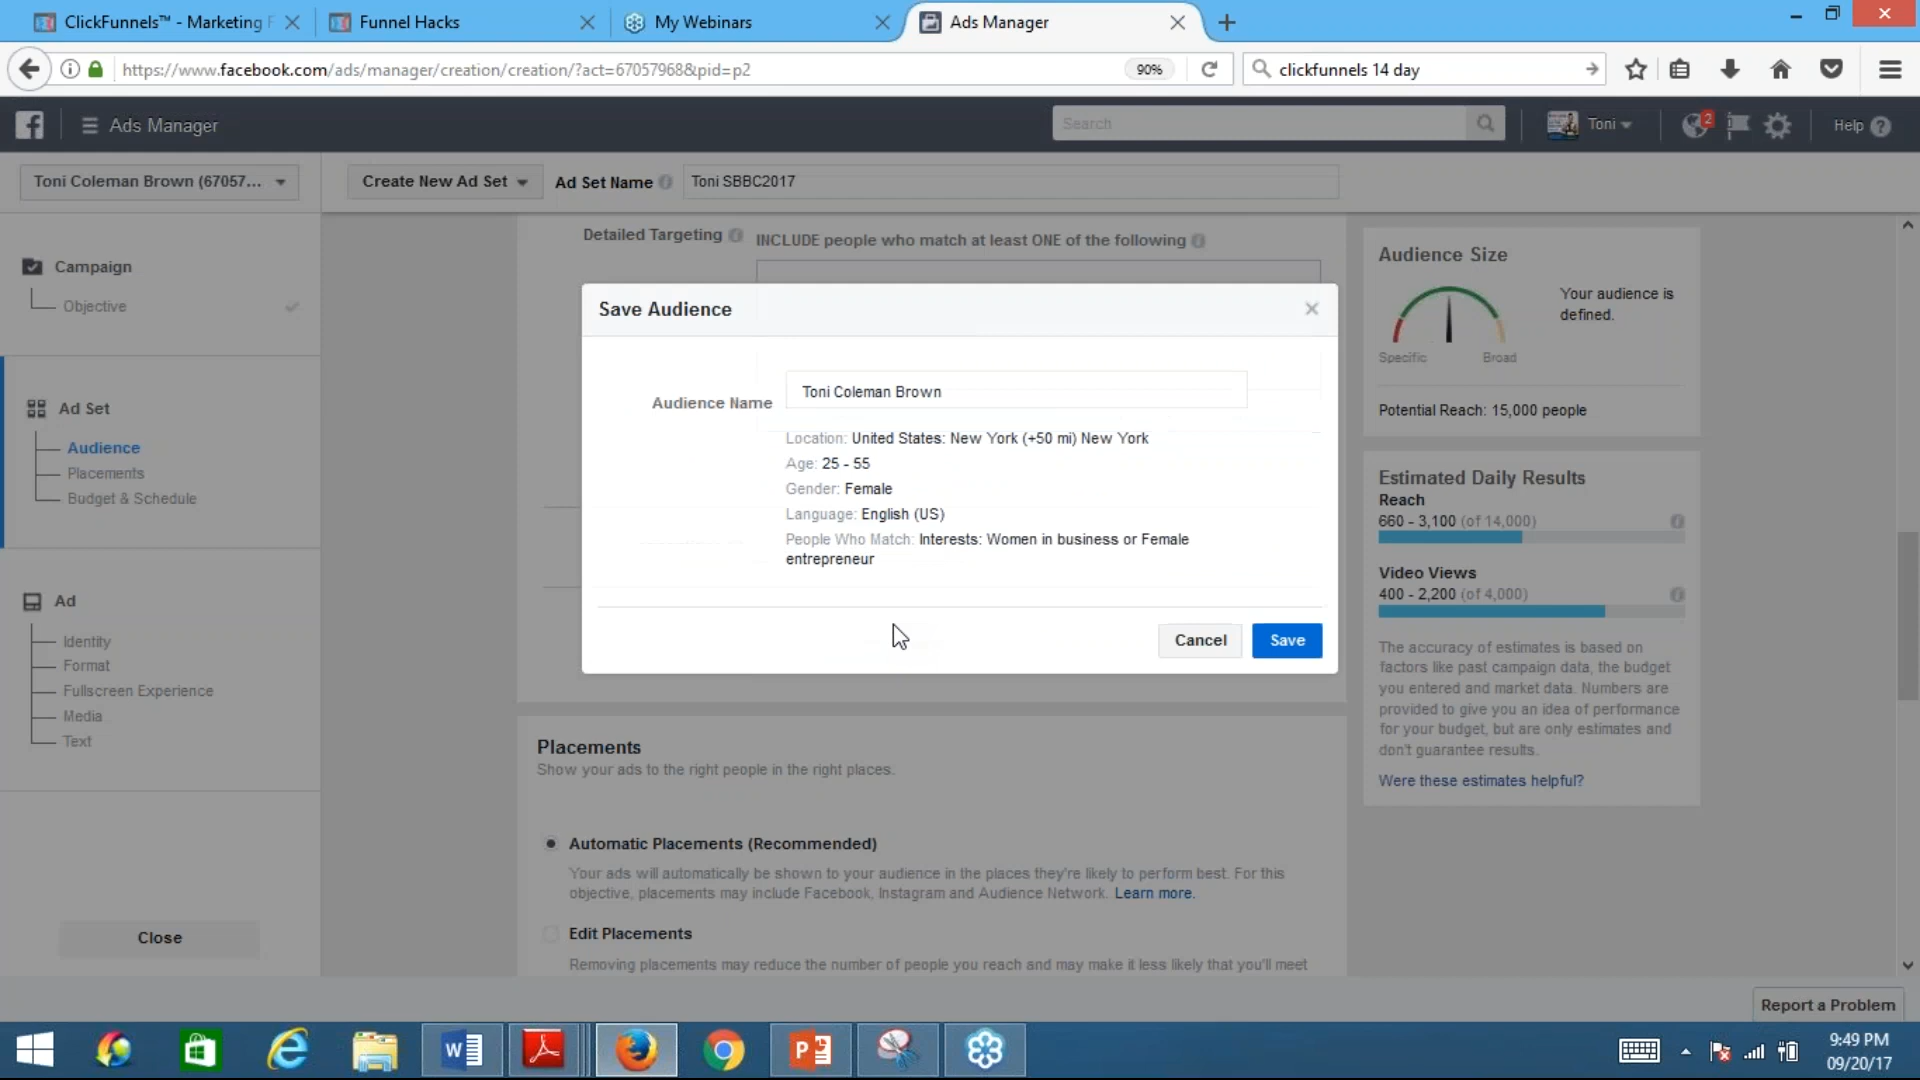 ClickFunnels™ - Marketing F
Funnel Hacks
My Webinars
Ads Manager
https://www.facebook.com/ads/manager/creation/creation/?act=67057968&pid=p2
90%
clickfunnels 14 day
Ads Manager
Search
Toni
2
Help
Toni Coleman Brown (67057...
Create New Ad Set
Ad Set Name
Toni SBBC2017
Campaign
Objective
Ad Set
Audience
Placements
Budget & Schedule
Ad
Identity
Format
Fullscreen Experience
Media
Text
Close
Detailed Targeting
INCLUDE people who match at least ONE of the following
Save Audience
Audience Name
Toni Coleman Brown
Location: United States: New York (+50 mi) New York
Age: 25 - 55
Gender: Female
Language: English (US)
People Who Match: Interests: Women in business or Female
entrepreneur
Cancel
Save
Placements
Show your ads to the right people in the right places.
Automatic Placements (Recommended)
Your ads will automatically be shown to your audience in the places they're likely to perform best. For this
objective, placements may include Facebook, Instagram and Audience Network. Learn more.
Edit Placements
Removing placements may reduce the number of people you reach and may make it less likely that you'll meet
Audience Size
Your audience is
defined.
Specific
Broad
Potential Reach: 15,000 people
Estimated Daily Results
Reach
660 - 3,100 (of 14,000)
Video Views
400 - 2,200 (of 4,000)
The accuracy of estimates is based on
factors like past campaign data, the budget
you entered and market data. Numbers are
provided to give you an idea of performance
for your budget, but are only estimates and
don't guarantee results.
Were these estimates helpful?
Report a Problem
9:49 PM
09/20/17